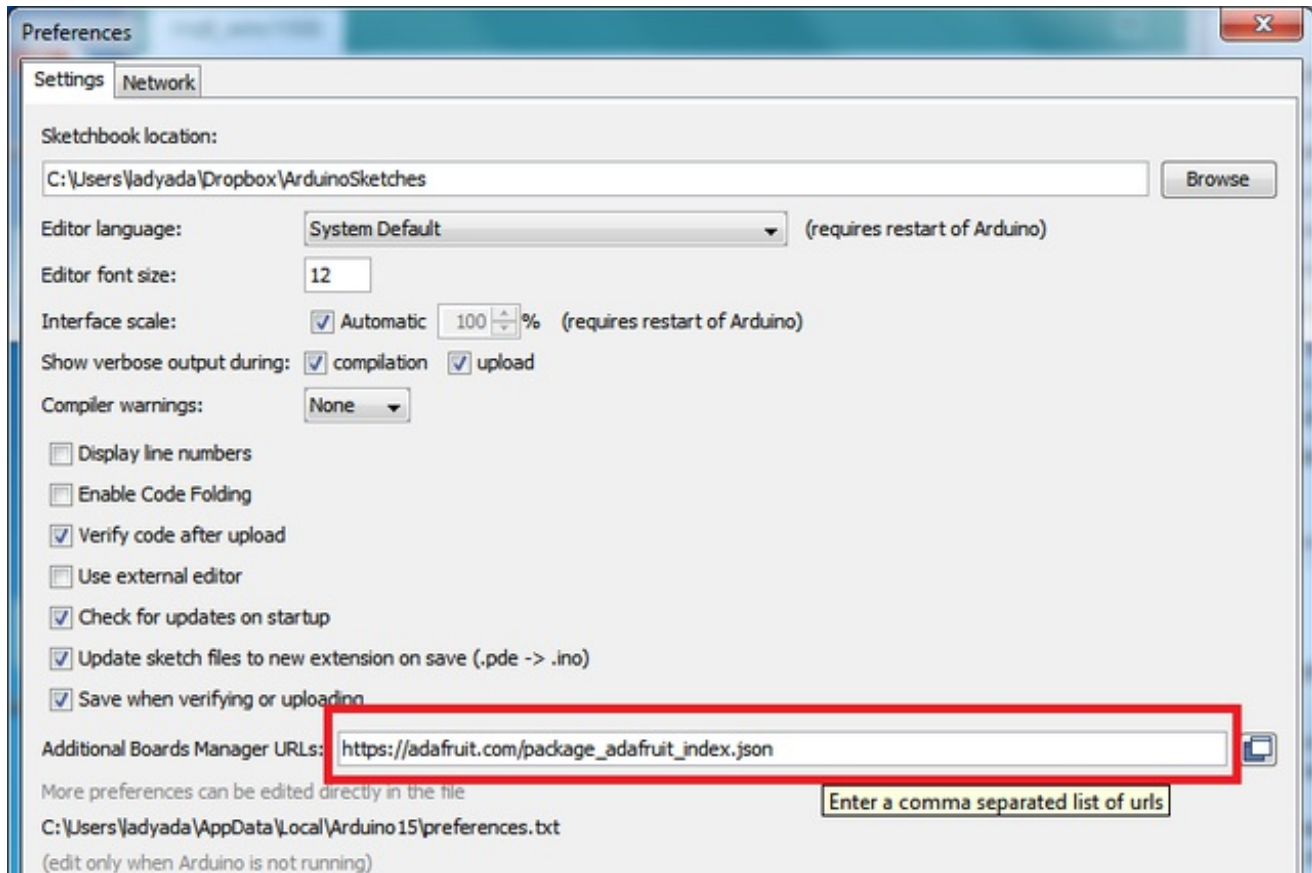 Preferences
Settings Network
Sketchbook location:
C:\Users\ladyada\Dropbox\ArduinoSketches Browse
Editor language: System Default (requires restart of Arduino)
Editor font size: 12
Interface scale: Automatic 100 % (requires restart of Arduino)
Show verbose output during: compilation upload
Compiler warnings: None
Display line numbers
Enable Code Folding
Verify code after upload
Use external editor
Check for updates on startup
Update sketch files to new extension on save (.pde -> .ino)
Save when verifying or uploading
Additional Boards Manager URLs: https://adafruit.com/package_adafruit_index.json
More preferences can be edited directly in the file
Enter a comma separated list of urls
C:\Users\ladyada\AppData\Local\Arduino15\preferences.txt
(edit only when Arduino is not running)